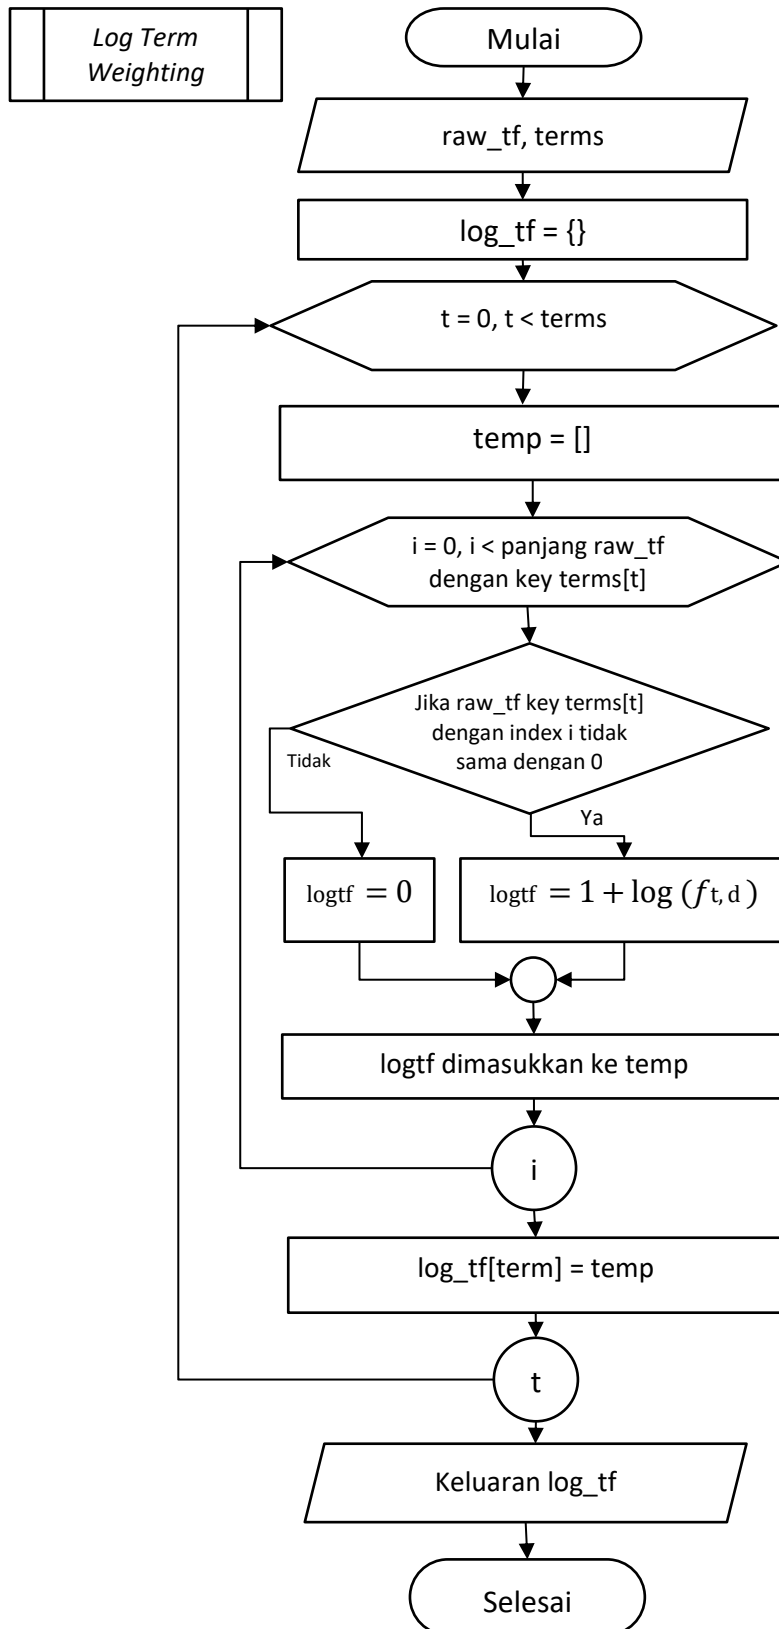 Log Term
Weighting
Mulai
raw_tf, terms
log_tf = {}
t = 0, t < terms
temp = []
i = 0, i < panjang raw_tf
dengan key terms[t]
Jika raw_tf key terms[t]
dengan index i tidak
sama dengan 0
Tidak
Ya
logtf = 0
logtf = 1 + log (f t, d )
logtf dimasukkan ke temp
i
log_tf[term] = temp
t
Keluaran log_tf
Selesai